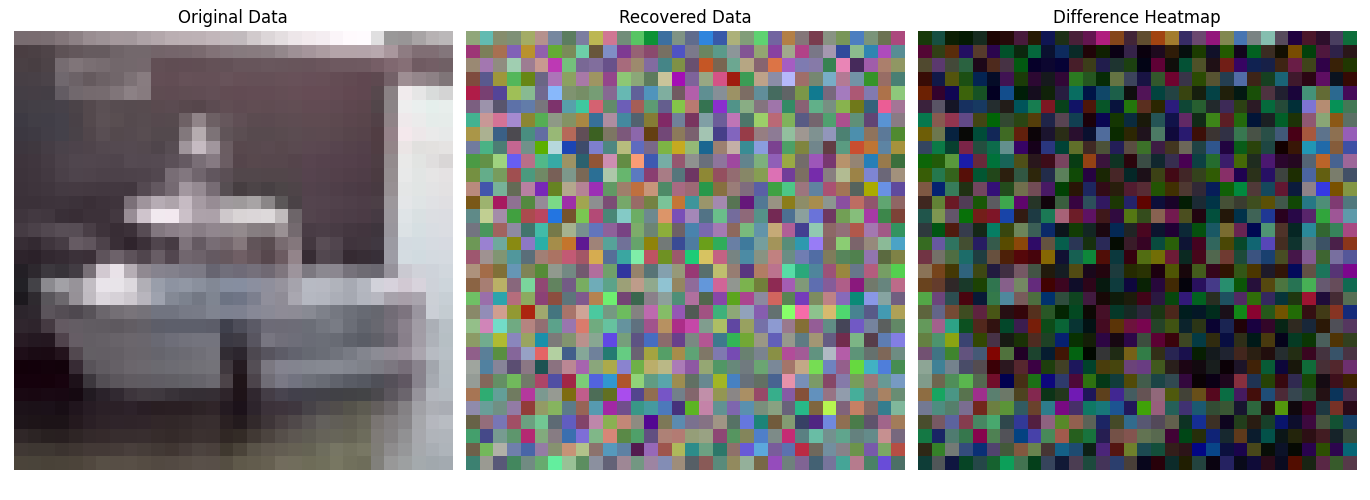 Original Data
Recovered Data
Difference Heatmap